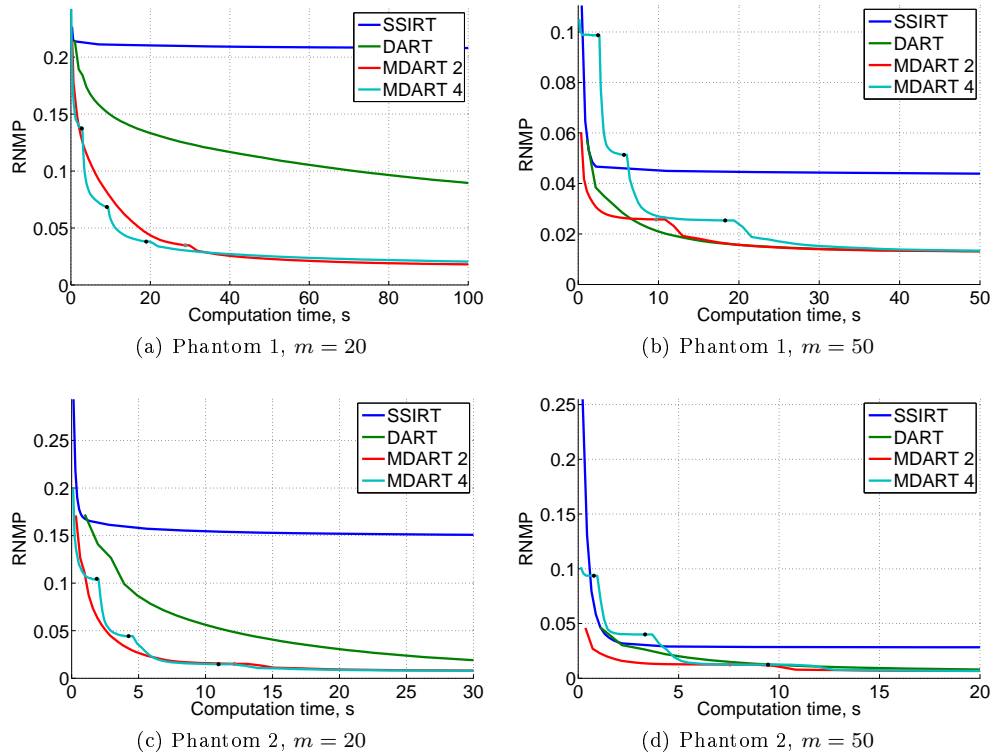 SSIRT
DART
MDART 2
MDART 4
RNMP
0.2
0.15
0.1
0.05
0
0 20 40 60 80 100
Computation time, s
(a) Phantom 1, m = 20
SSIRT
DART
MDART 2
MDART 4
RNMP
0.1
0.08
0.06
0.04
0.02
0
0 10 20 30 40 50
Computation time, s
(b) Phantom 1, m = 50
SSIRT
DART
MDART 2
MDART 4
RNMP
0.25
0.2
0.15
0.1
0.05
0
0 5 10 15 20 25 30
Computation time, s
(c) Phantom 2, m = 20
SSIRT
DART
MDART 2
MDART 4
RNMP
0.25
0.2
0.15
0.1
0.05
0
0 5 10 15 20
Computation time, s
(d) Phantom 2, m = 50